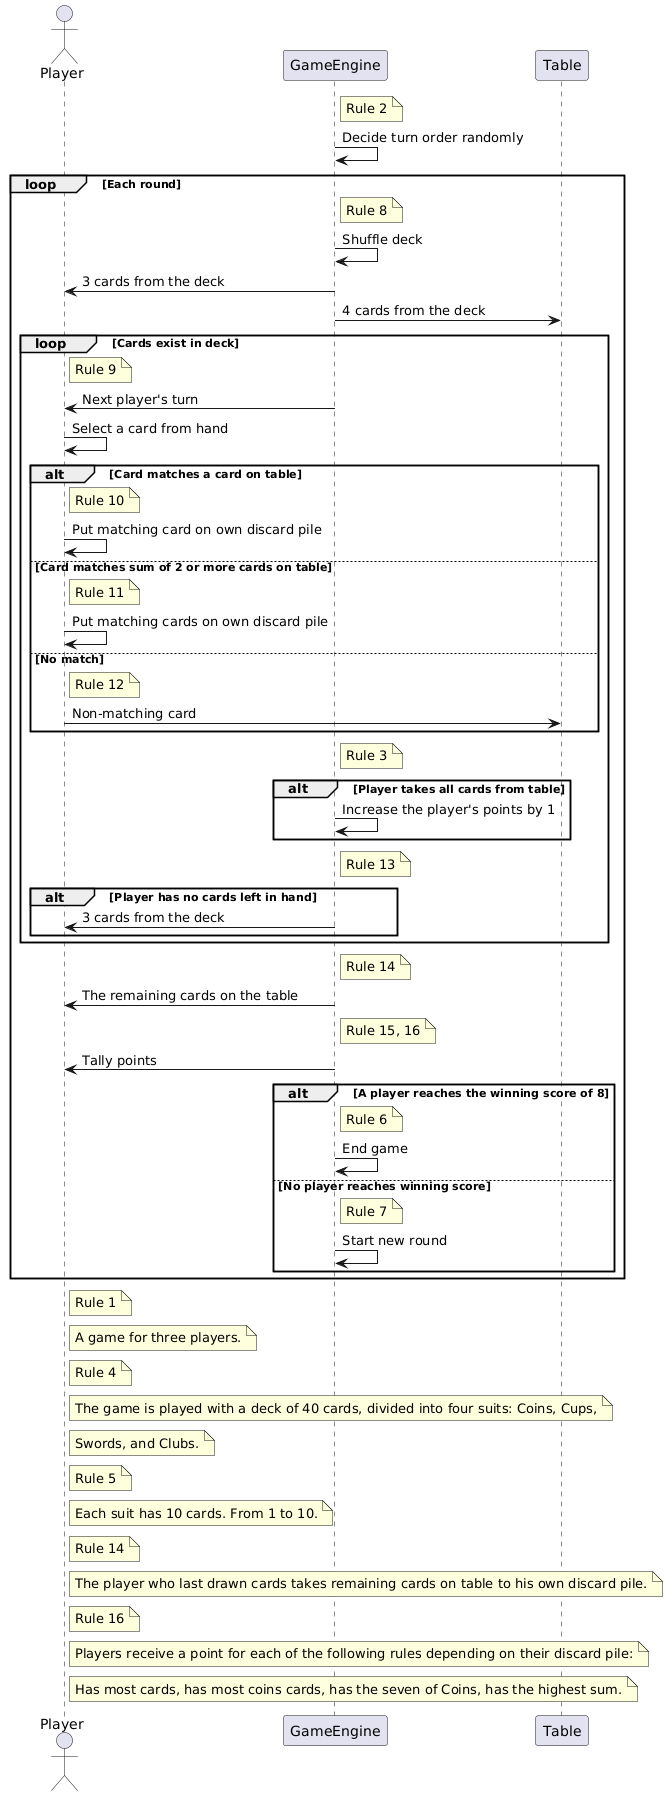 Player
GameEngine
Table
Rule 2
Decide turn order randomly
loop
[Each round]
Rule 8
Shuffle deck
3 cards from the deck
4 cards from the deck
loop
[Cards exist in deck]
Rule 9
Next player's turn
Select a card from hand
alt
[Card matches a card on table]
Rule 10
Put matching card on own discard pile
[Card matches sum of 2 or more cards on table]
Rule 11
Put matching cards on own discard pile
[No match]
Rule 12
Non-matching card
Rule 3
alt
[Player takes all cards from table]
Increase the player's points by 1
Rule 13
alt
[Player has no cards left in hand]
3 cards from the deck
Rule 14
The remaining cards on the table
Rule 15, 16
Tally points
alt
[A player reaches the winning score of 8]
Rule 6
End game
[No player reaches winning score]
Rule 7
Start new round
Rule 1
A game for three players.
Rule 4
The game is played with a deck of 40 cards, divided into four suits: Coins, Cups,
Swords, and Clubs.
Rule 5
Each suit has 10 cards. From 1 to 10.
Rule 14
The player who last drawn cards takes remaining cards on table to his own discard pile.
Rule 16
Players receive a point for each of the following rules depending on their discard pile:
Has most cards, has most coins cards, has the seven of Coins, has the highest sum.
Player
GameEngine
Table